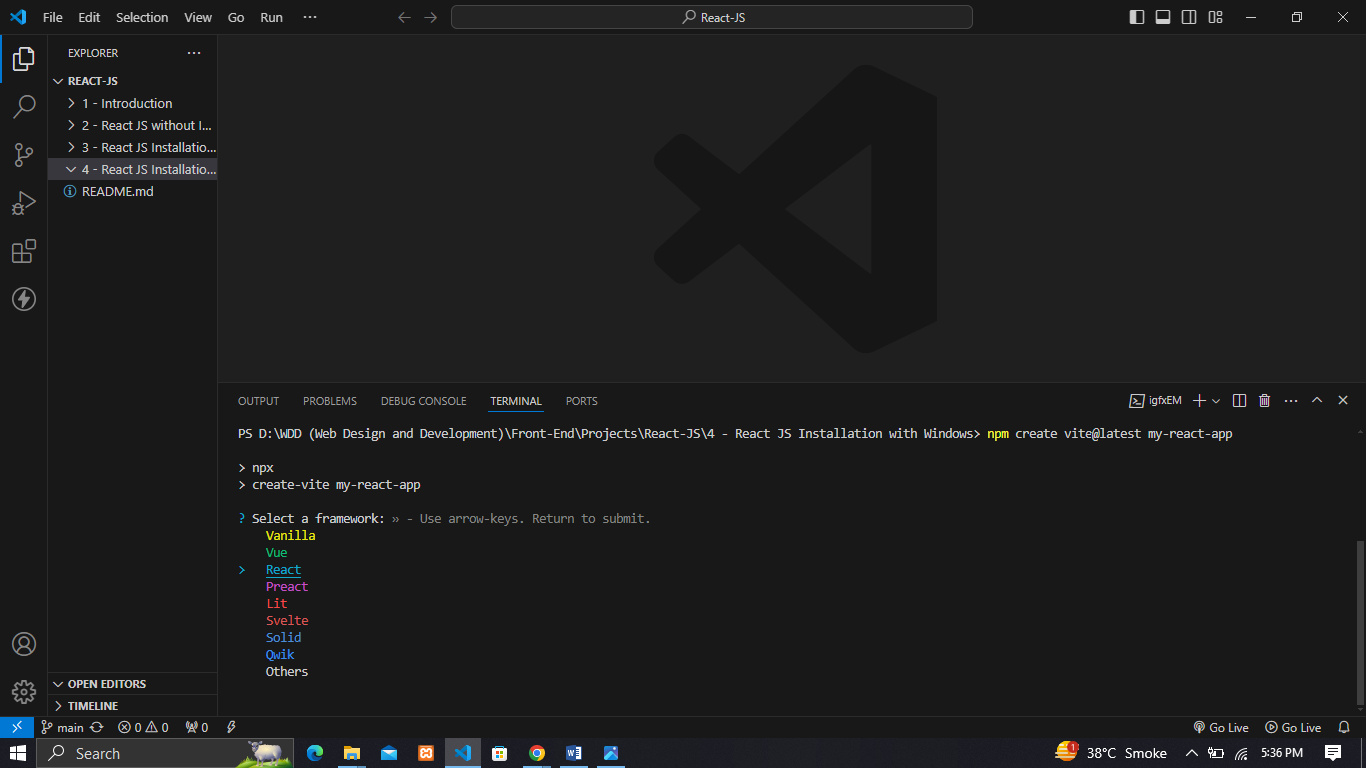 File Edit Selection View Go Run ···
React-JS
EXPLORER ···
REACT-JS
1 - Introduction
2 - React JS without I...
3 - React JS Installatio...
4 - React JS Installatio...
README.md
OPEN EDITORS
TIMELINE
OUTPUT PROBLEMS DEBUG CONSOLE TERMINAL PORTS
igfxEM
PS D:\WDD (Web Design and Development)\Front-End\Projects\React-JS\4 - React JS Installation with Windows> npm create vite@latest my-react-app
> npx
> create-vite my-react-app
? Select a framework: » - Use arrow-keys. Return to submit.
Vanilla
Vue
> React
Preact
Lit
Svelte
Solid
Qwik
Others
main 0 0 0 Go Live Go Live
Search 1 38°C Smoke 5:36 PM